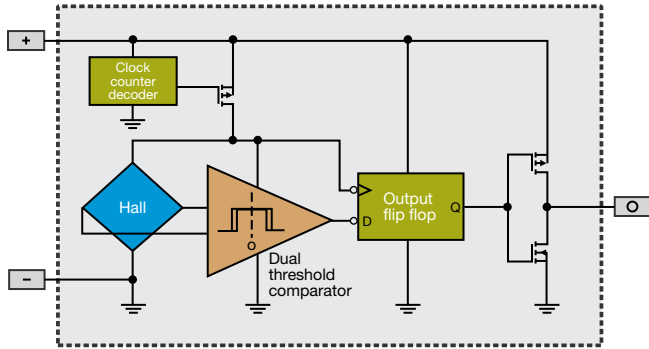 +
Clock
counter
decoder
Hall
O
Dual
threshold
comparator
D
Output
flip flop
Q
O
−